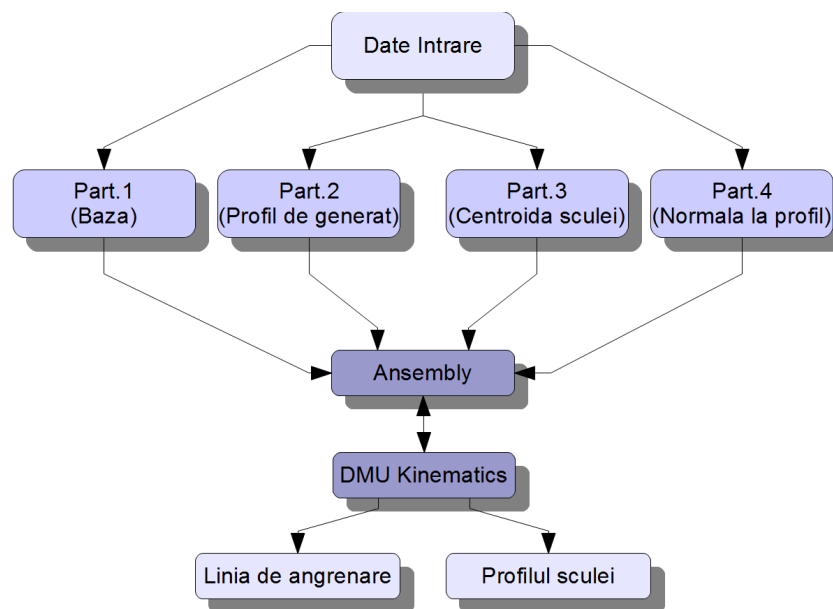 Date Intrare
Part.1
(Baza)
Part.2
(Profil de generat)
Part.3
(Centroida sculei)
Part.4
(Normala la profil)
Ansembly
DMU Kinematics
Linia de angrenare
Profilul sculei